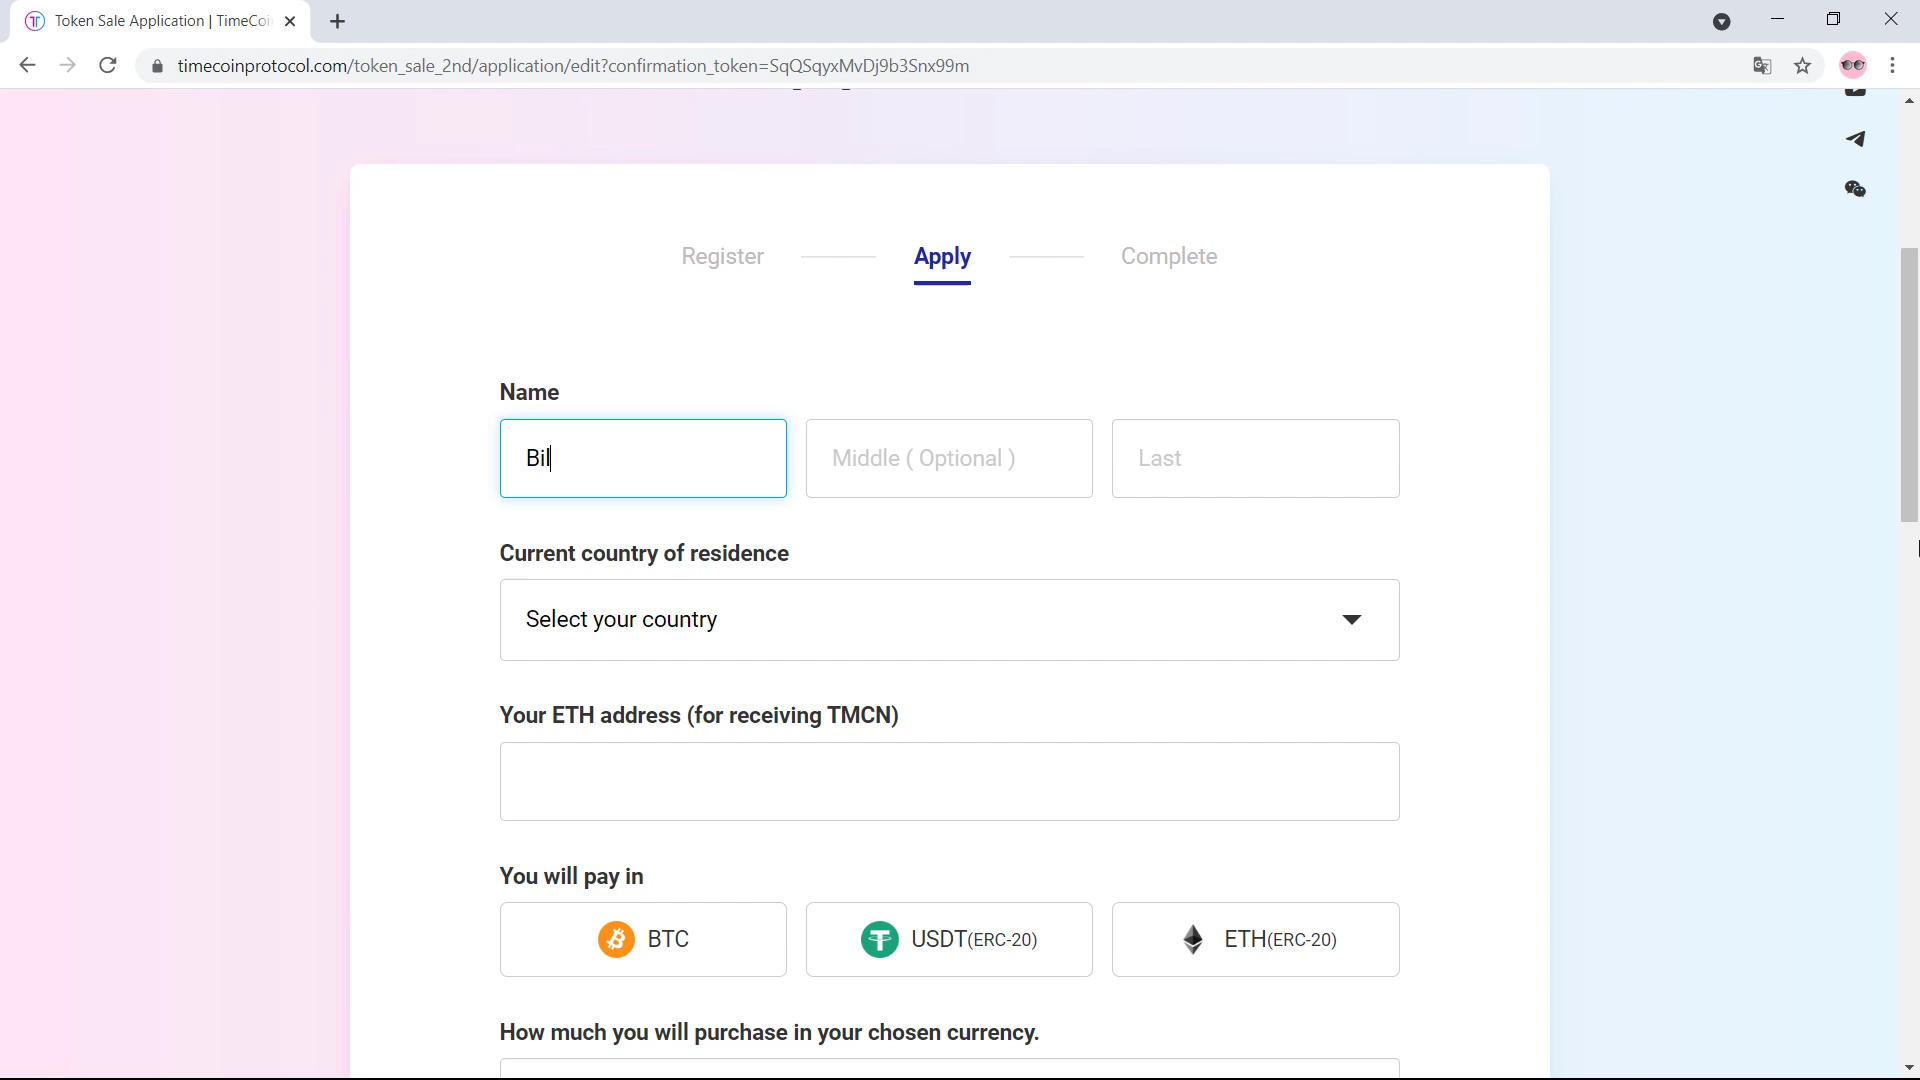 Token Sale Application | TimeCoi
timecoinprotocol.com/token_sale_2nd/application/edit?confirmation_token=SqQSqyxMvDj9b3Snx99m
Register Apply Complete
Name
Bil Middle ( Optional ) Last
Current country of residence
Select your country
Your ETH address (for receiving TMCN)
You will pay in
BTC USDT(ERC-20) ETH(ERC-20)
How much you will purchase in your chosen currency.